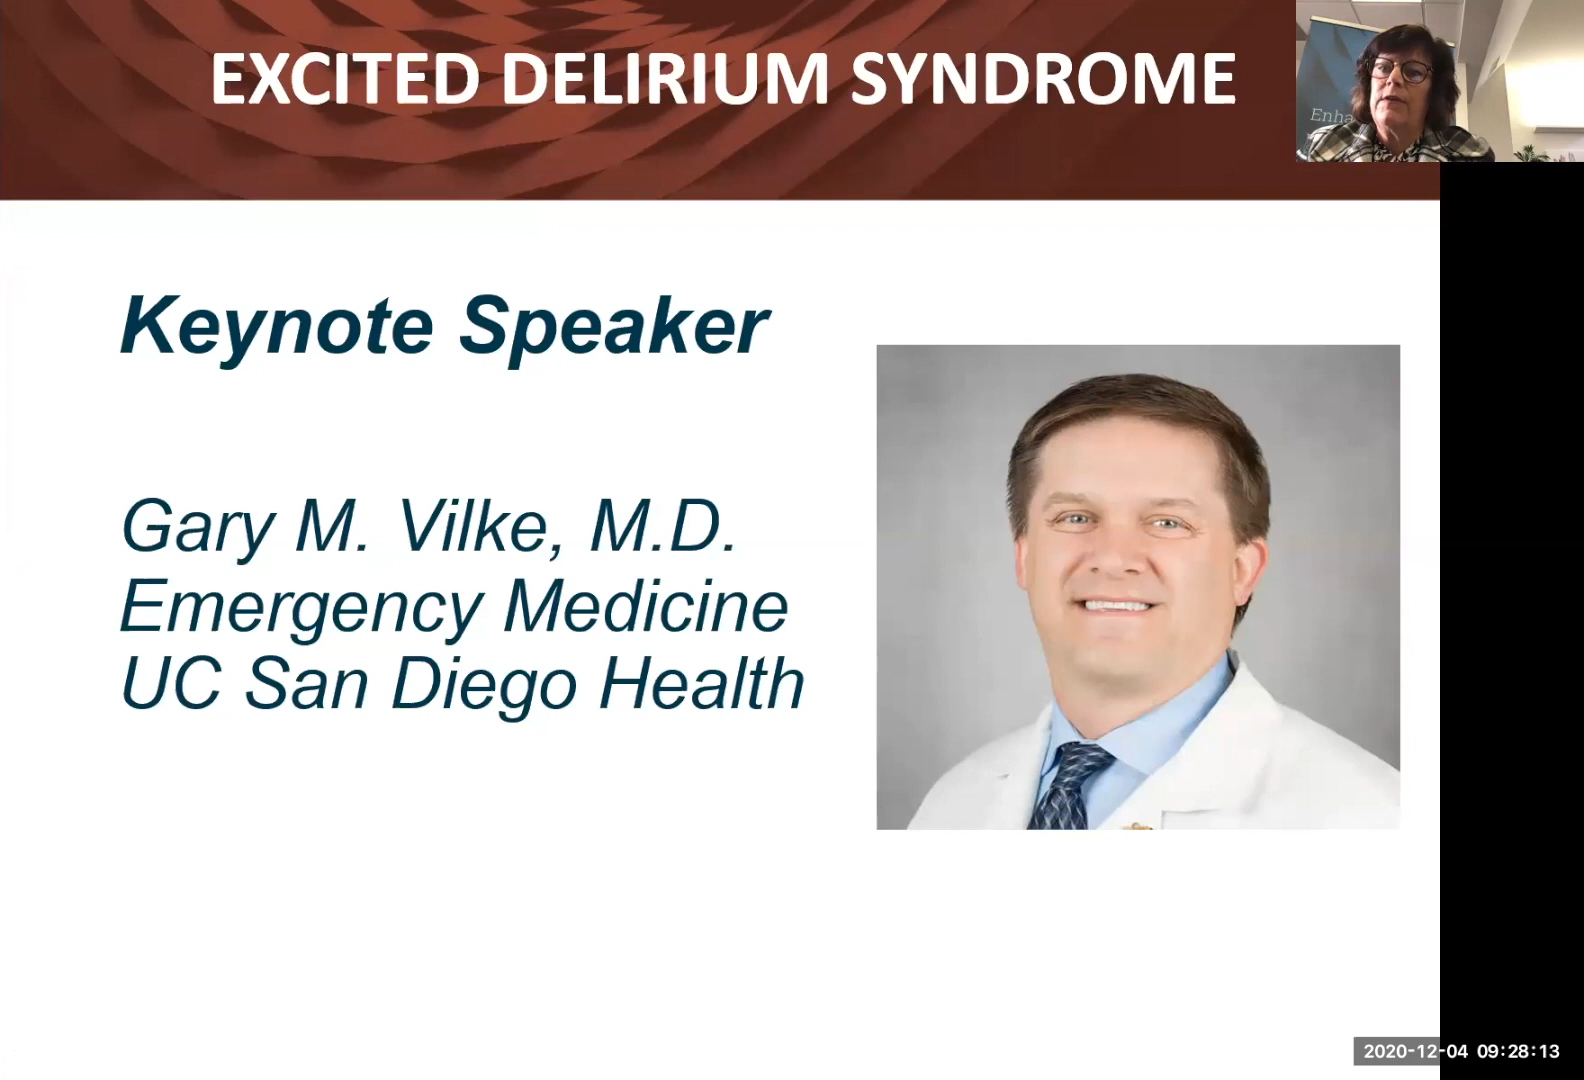 EXCITED DELIRIUM SYNDROME
Enha
Keynote Speaker
Gary M. Vilke, M.D.
Emergency Medicine
UC San Diego Health
2020-12-04 09:28:13